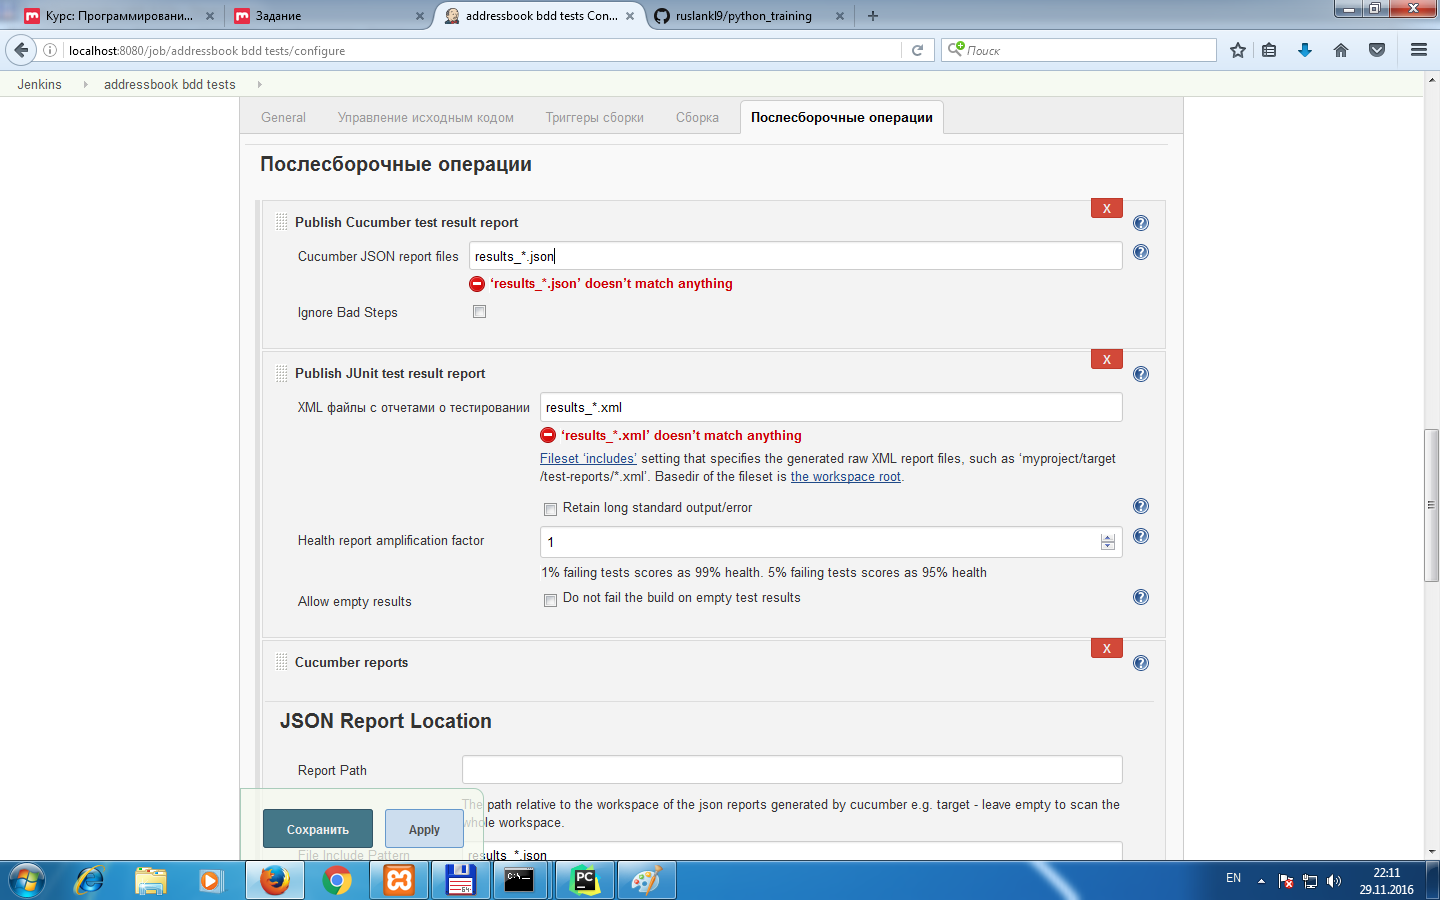 Курс: Программировани...
Задание
addressbook bdd tests Con...
ruslankl9/python_training
localhost:8080/job/addressbook bdd tests/configure
Поиск
Jenkins
addressbook bdd tests
General
Управление исходным кодом
Триггеры сборки
Сборка
Послесборочные операции
Послесборочные операции
X
Publish Cucumber test result report
Cucumber JSON report files
results_*.json
‘results_*.json’ doesn’t match anything
Ignore Bad Steps
X
Publish JUnit test result report
XML файлы с отчетами о тестировании
results_*.xml
‘results_*.xml’ doesn’t match anything
Fileset ‘includes’ setting that specifies the generated raw XML report files, such as ‘myproject/target
/test-reports/*.xml’. Basedir of the fileset is the workspace root.
Retain long standard output/error
Health report amplification factor
1
1% failing tests scores as 99% health. 5% failing tests scores as 95% health
Allow empty results
Do not fail the build on empty test results
X
Cucumber reports
JSON Report Location
Report Path
The path relative to the workspace of the json reports generated by cucumber e.g. target - leave empty to scan the
whole workspace.
Сохранить
Apply
File Include Pattern
results_*.json
EN
22:11
29.11.2016